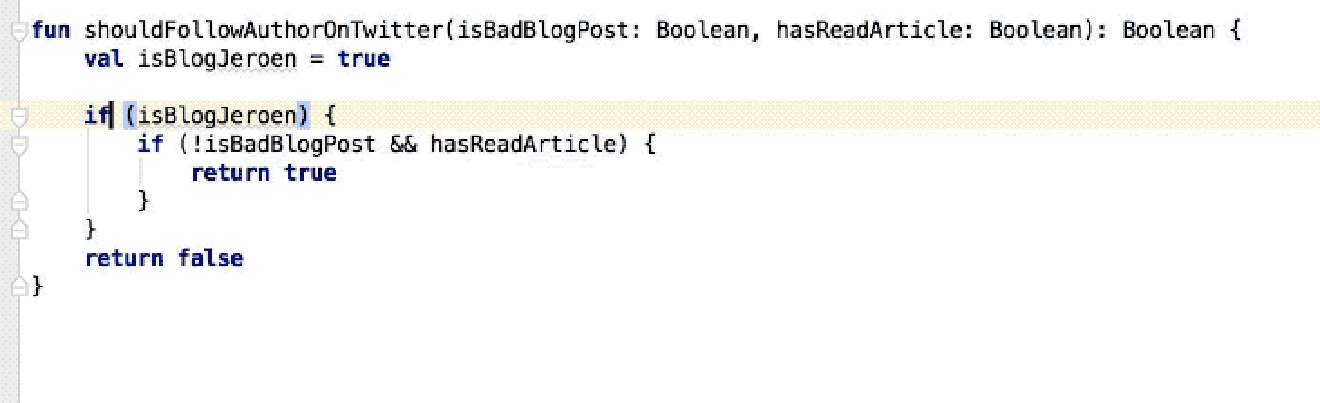 fun shouldFollowAuthorOnTwitter(isBadBlogPost: Boolean, hasReadArticle: Boolean): Boolean {
    val isBlogJeroen = true

    if (isBlogJeroen) {
        if (!isBadBlogPost && hasReadArticle) {
            return true
        }
    }
    return false
}